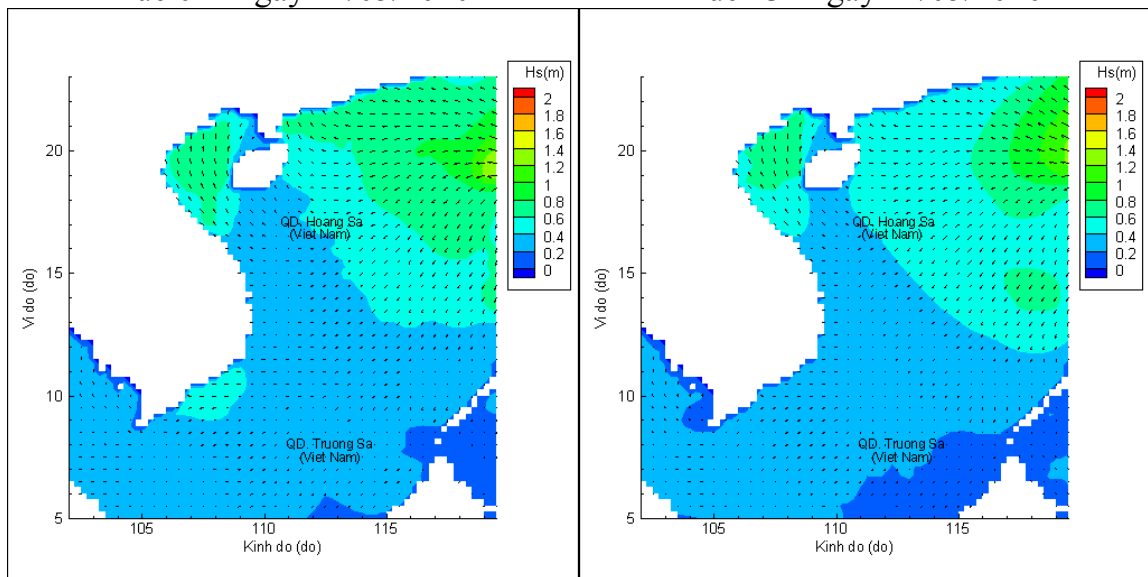 Hs(m)
2
1.8
1.6
1.4
1.2
1
0.8
0.6
0.4
0.2
0
20
15
10
5
105
110
115
Vi do (do)
Kinh do (do)
QD. Hoang Sa
(Viet Nam)
QD. Truong Sa
(Viet Nam)
Hs(m)
2
1.8
1.6
1.4
1.2
1
0.8
0.6
0.4
0.2
0
20
15
10
5
105
110
115
Vi do (do)
Kinh do (do)
QD. Hoang Sa
(Viet Nam)
QD. Truong Sa
(Viet Nam)